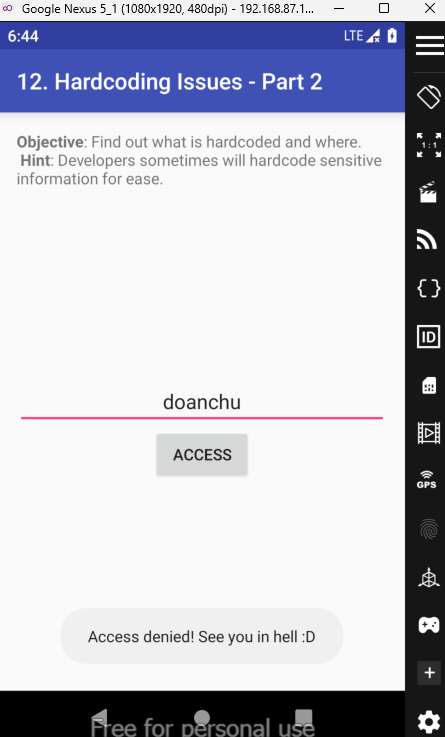 Google Nexus 5_1 (1080x1920, 480dpi) - 192.168.87.1...
6:44
LTE
12. Hardcoding Issues - Part 2
Objective: Find out what is hardcoded and where.
Hint: Developers sometimes will hardcode sensitive
information for ease.
doanchu
ACCESS
Access denied! See you in hell :D
Free for personal use
1:1
ID
GPS